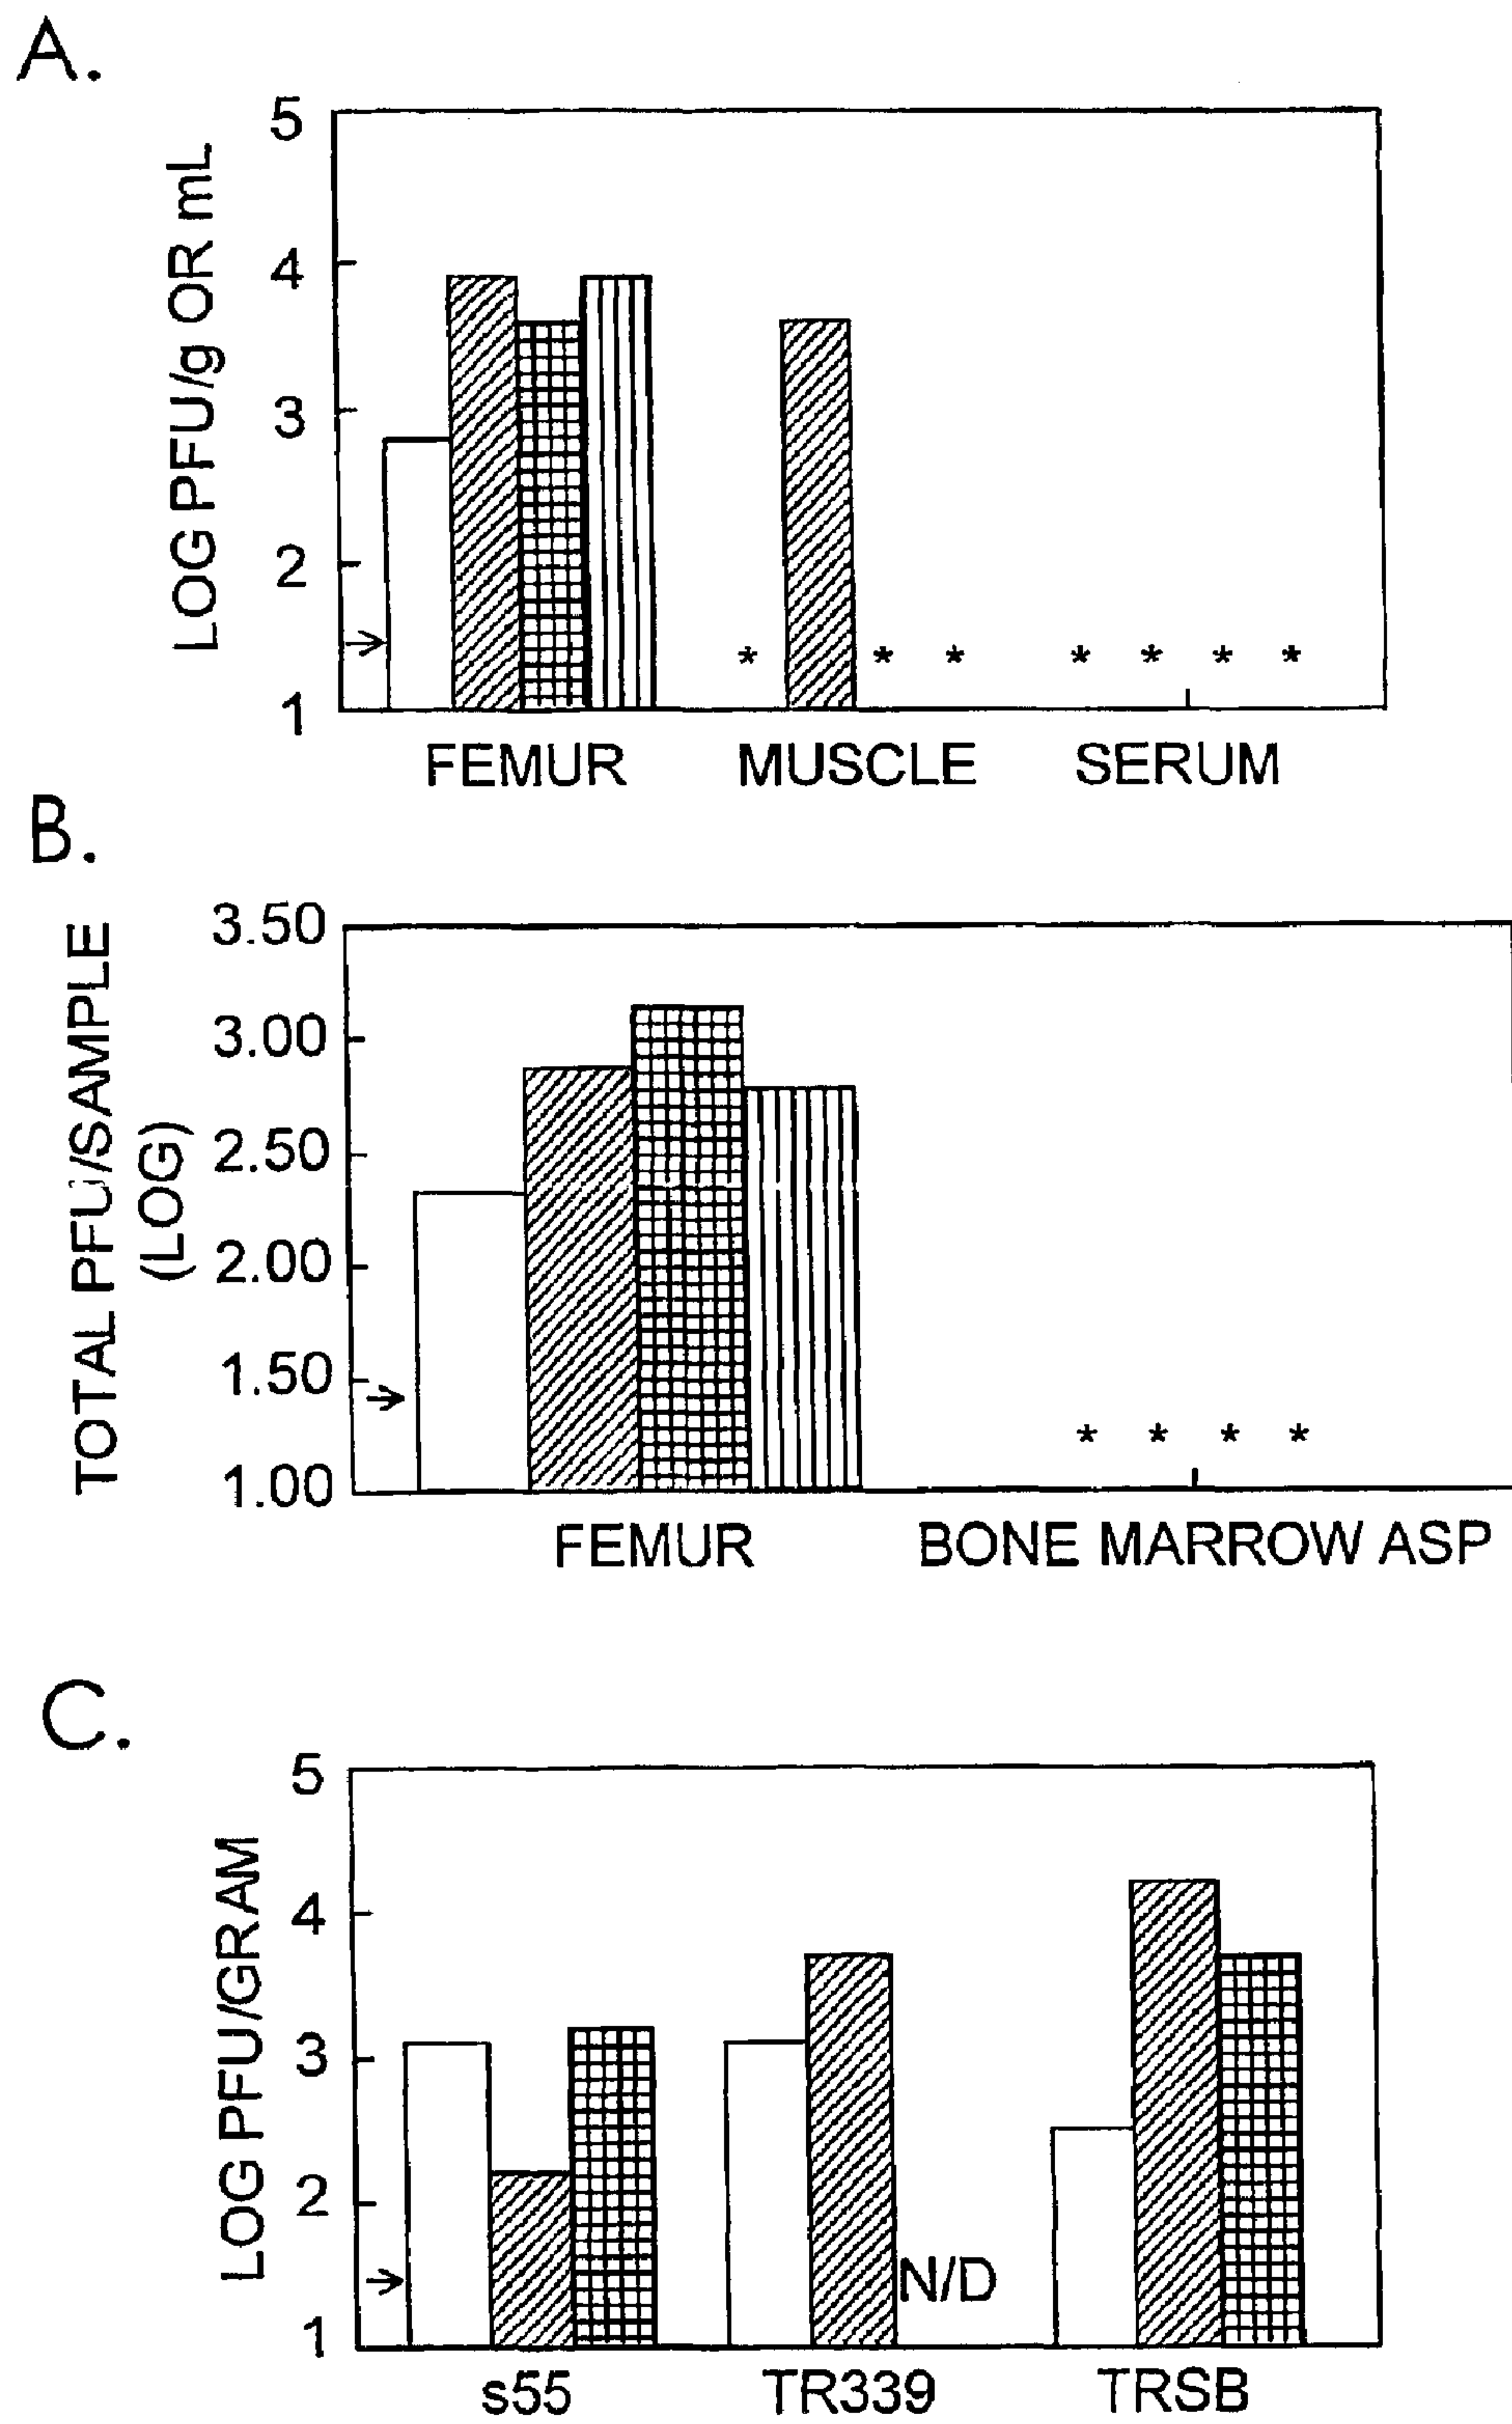 A.
LOG PFU/g OR mL
5
4
3
2
1
* * * * * * *
FEMUR MUSCLE SERUM
B.
TOTAL PFU/SAMPLE
(LOG)
3.50
3.00
2.50
2.00
1.50
1.00
* * * *
FEMUR BONE MARROW ASP
C.
LOG PFU/GRAM
5
4
3
2
1
N/D
s55 TR339 TRSB